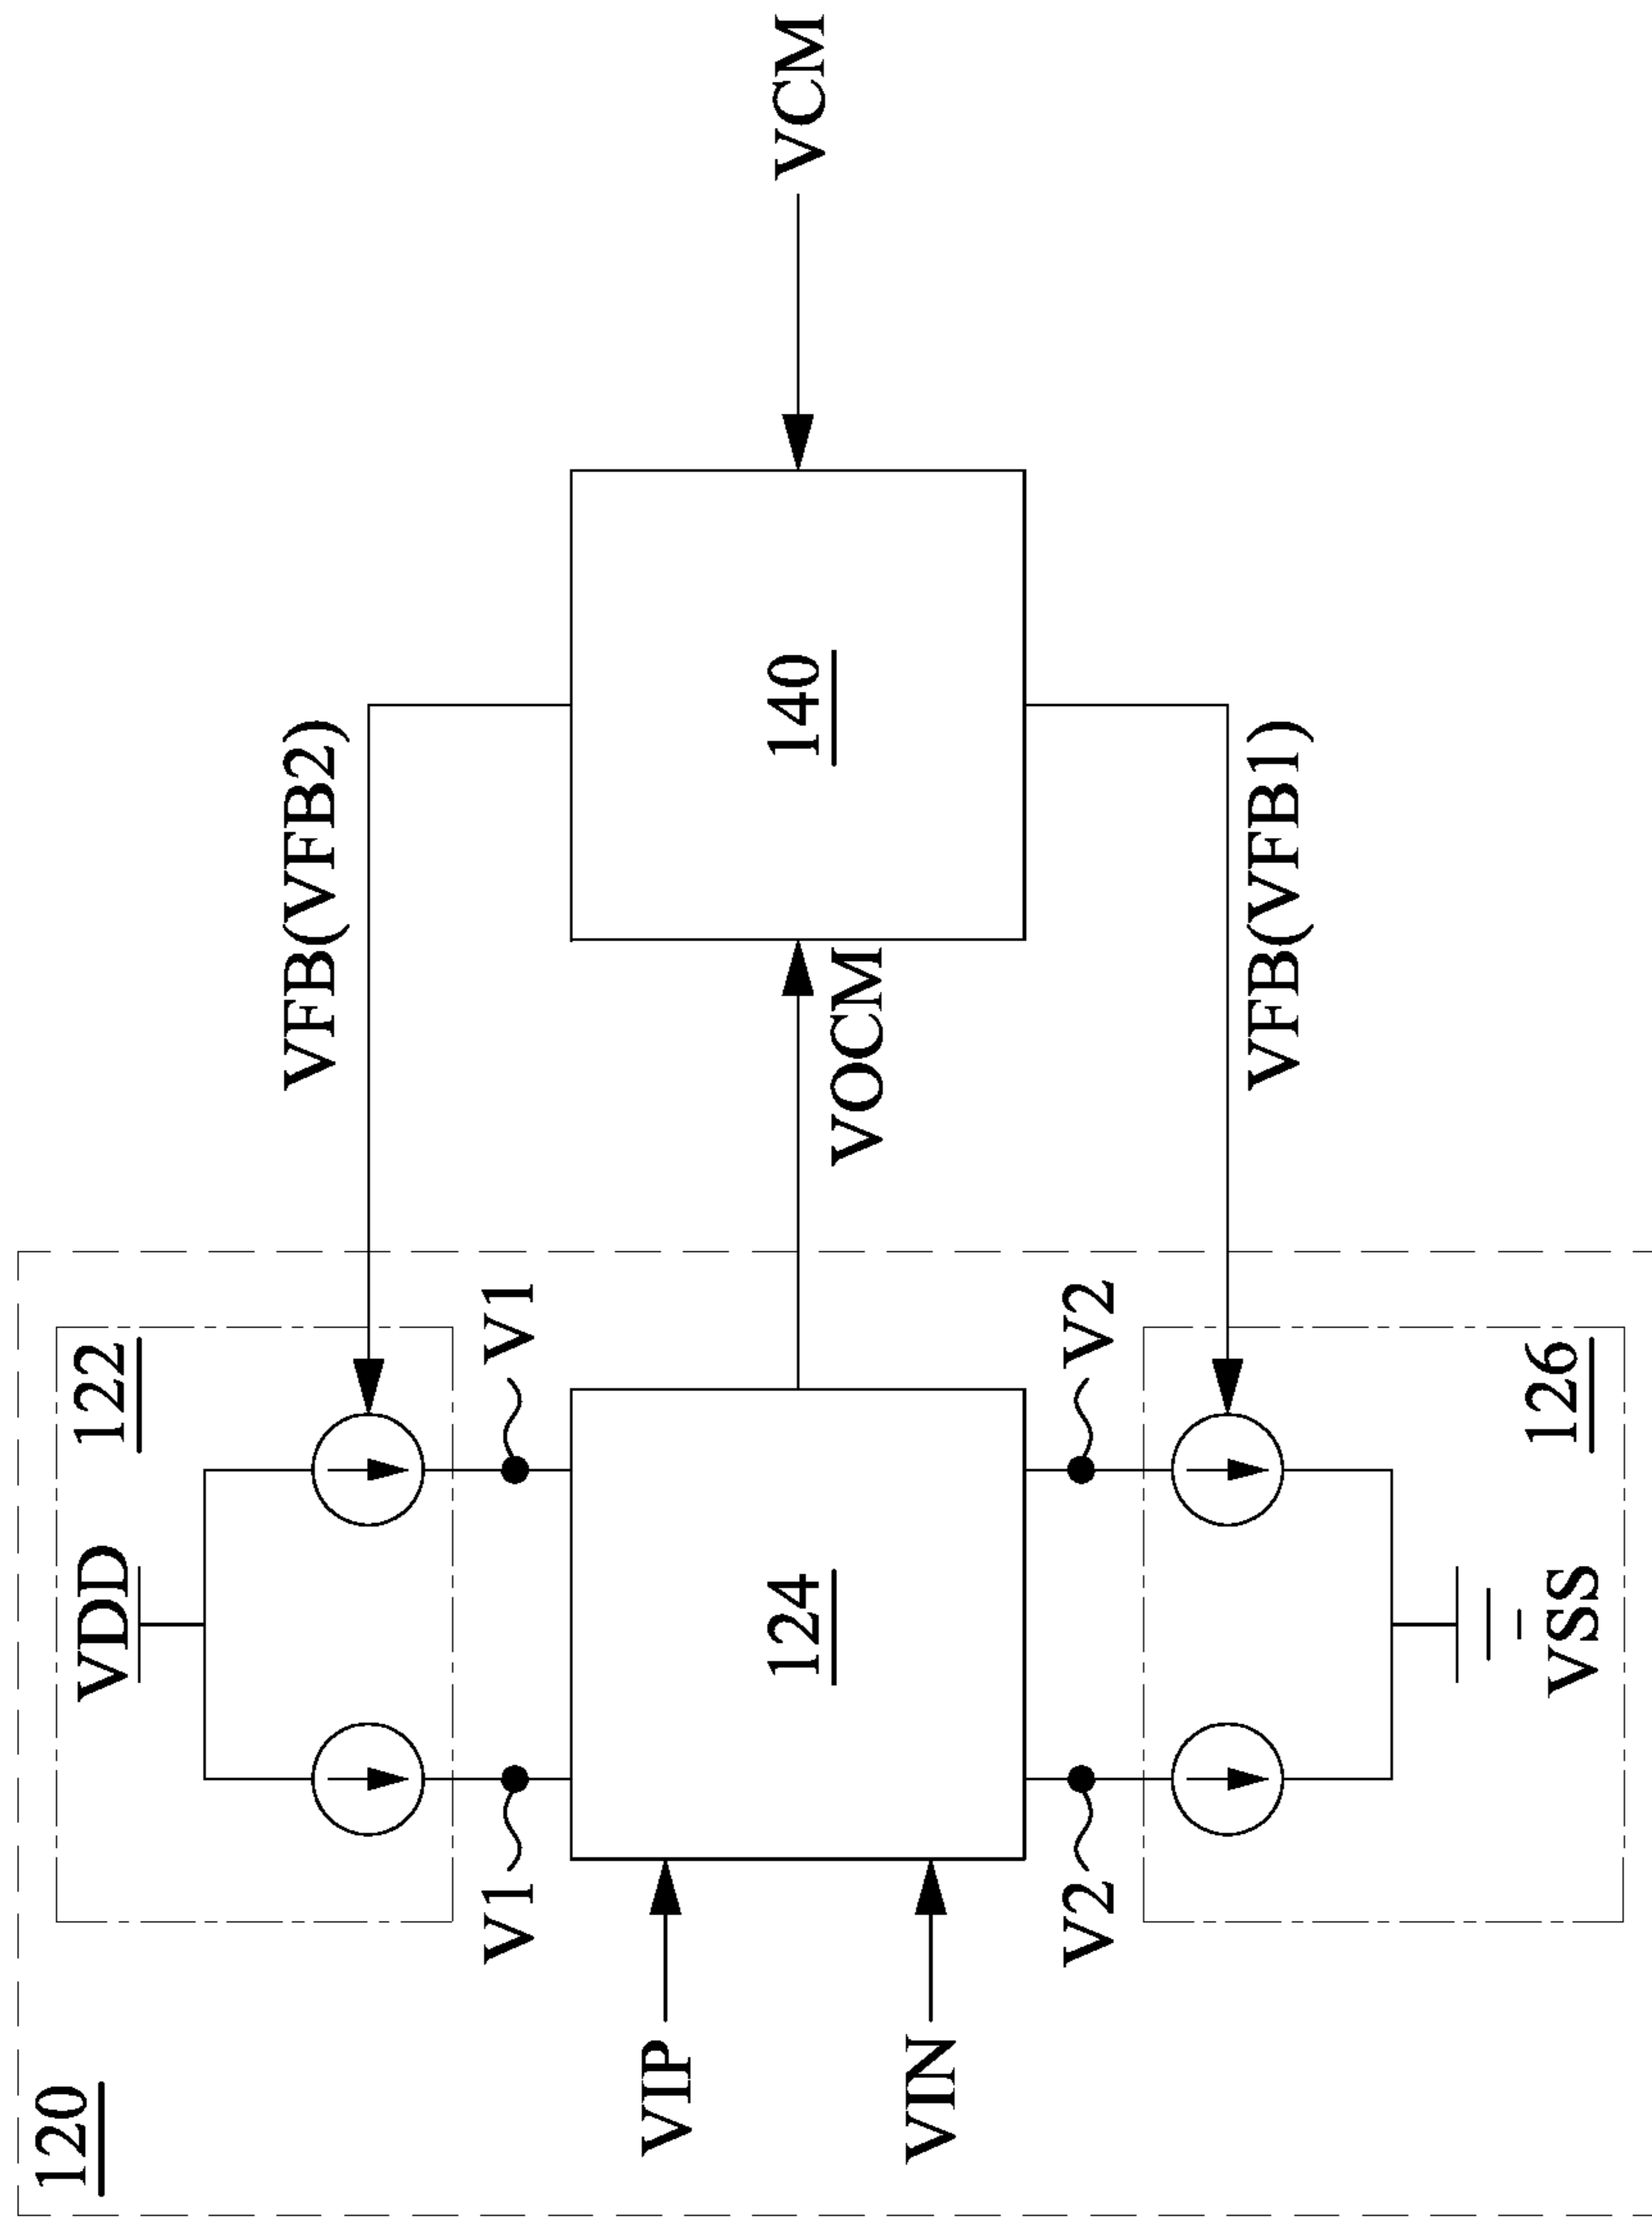 120
VDD
122
VFB(VFB2)
V1
V1
VIP
124
VOCM
140
VCM
VIN
V2
V2
VFB(VFB1)
VSS
126